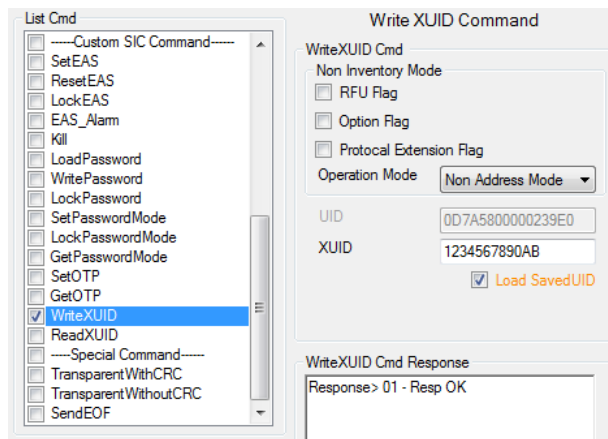 List Cmd
------Custom SIC Command------
SetEAS
ResetEAS
LockEAS
EAS_Alarm
Kill
LoadPassword
WritePassword
LockPassword
SetPasswordMode
LockPasswordMode
GetPasswordMode
SetOTP
GetOTP
WriteXUID
ReadXUID
-----Special Command------
TransparentWithCRC
TransparentWithoutCRC
SendEOF
Write XUID Command
WriteXUID Cmd
Non Inventory Mode
RFU Flag
Option Flag
Protocal Extension Flag
Operation Mode Non Address Mode
UID 0D7A5800000239E0
XUID 1234567890AB
Load SavedUID
WriteXUID Cmd Response
Response> 01 - Resp OK